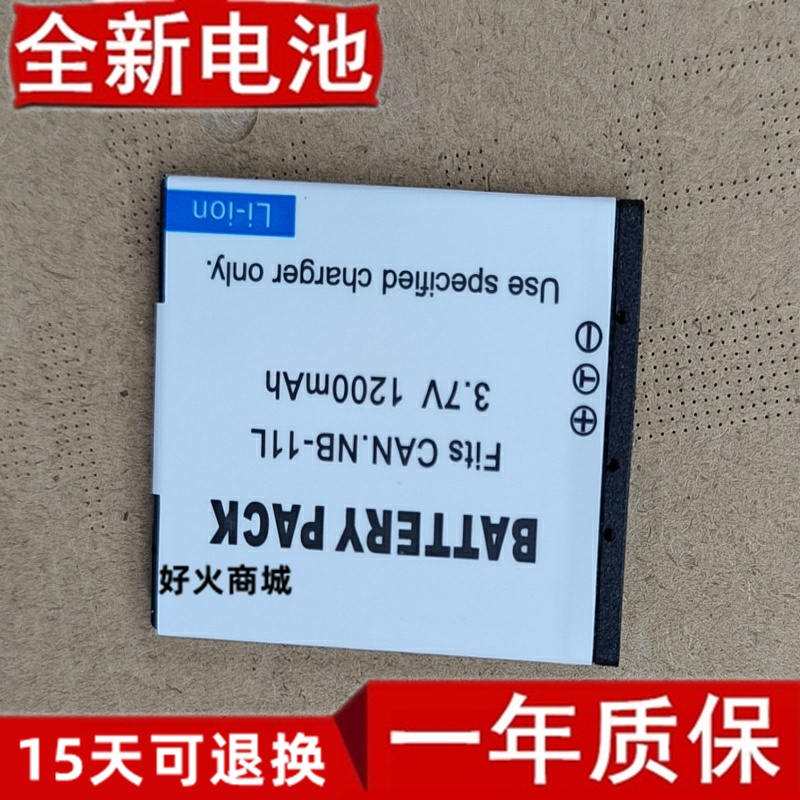 全新电池
BATTERY PACK
Fits CAN.NB-11L
3.7V 1200mAh
Use specified charger only.
Li-ion
+
T
-
好火商城
15天可退换
一年质保